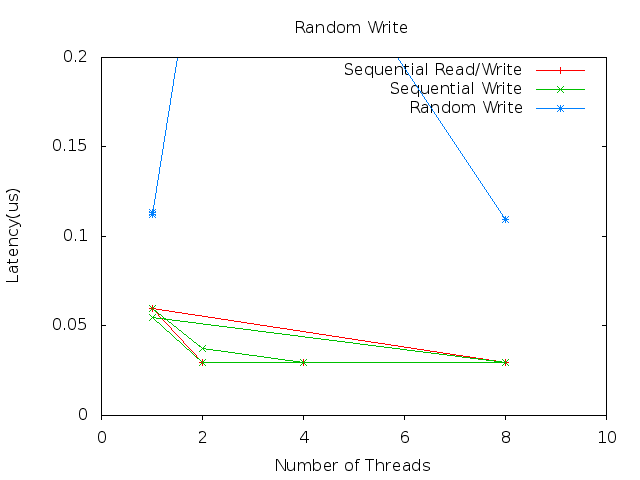 Random Write
Sequential Read/Write
Sequential Write
Random Write
0.2
0.15
0.1
0.05
0
Latency(us)
0 2 4 6 8 10
Number of Threads